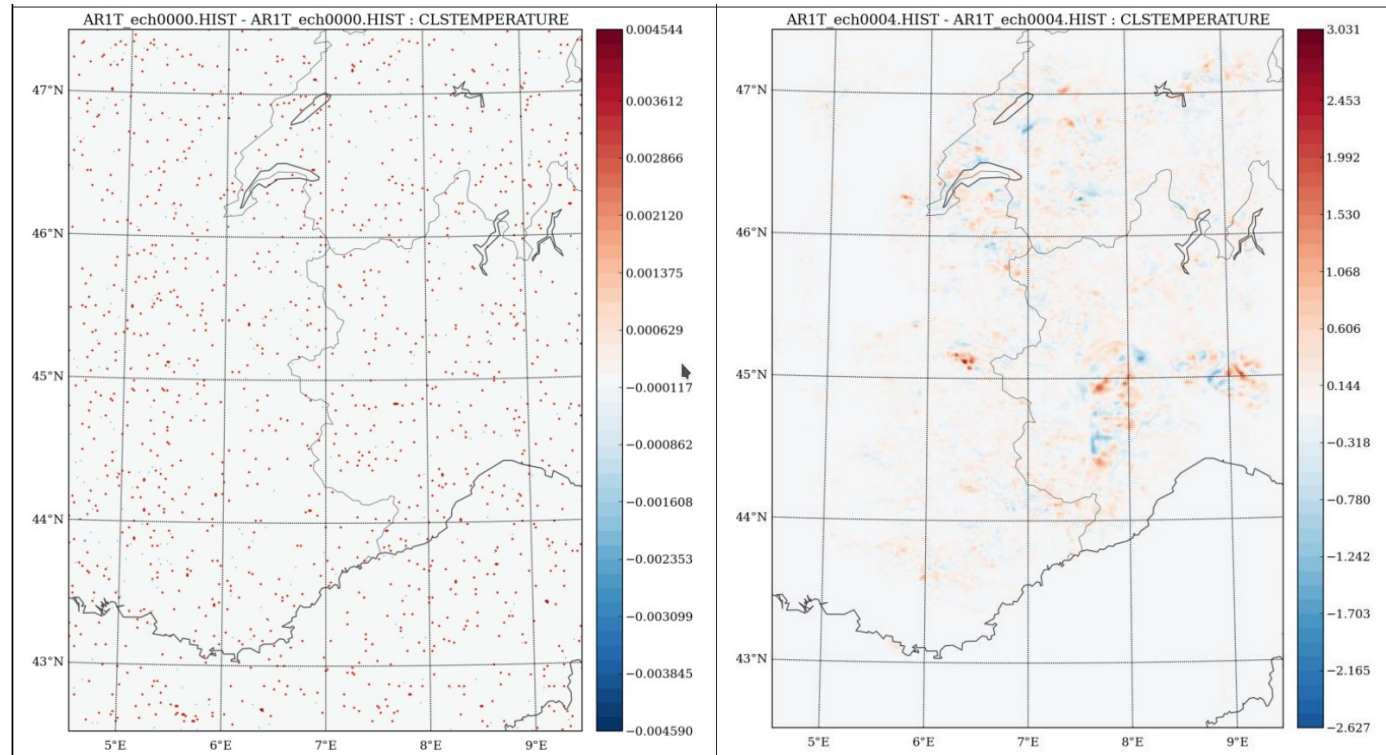 AR1T_ech0000.HIST - AR1T_ech0000.HIST : CLSTEMPERATURE
47°N
46°N
45°N
44°N
43°N
5°E 6°E 7°E 8°E 9°E
0.004544
0.003612
0.002866
0.002120
0.001375
0.000629
−0.000117
−0.000862
−0.001608
−0.002353
−0.003099
−0.003845
−0.004590
AR1T_ech0004.HIST - AR1T_ech0004.HIST : CLSTEMPERATURE
47°N
46°N
45°N
44°N
43°N
5°E 6°E 7°E 8°E 9°E
3.031
2.453
1.992
1.530
1.068
0.606
0.144
−0.318
−0.780
−1.242
−1.703
−2.165
−2.627